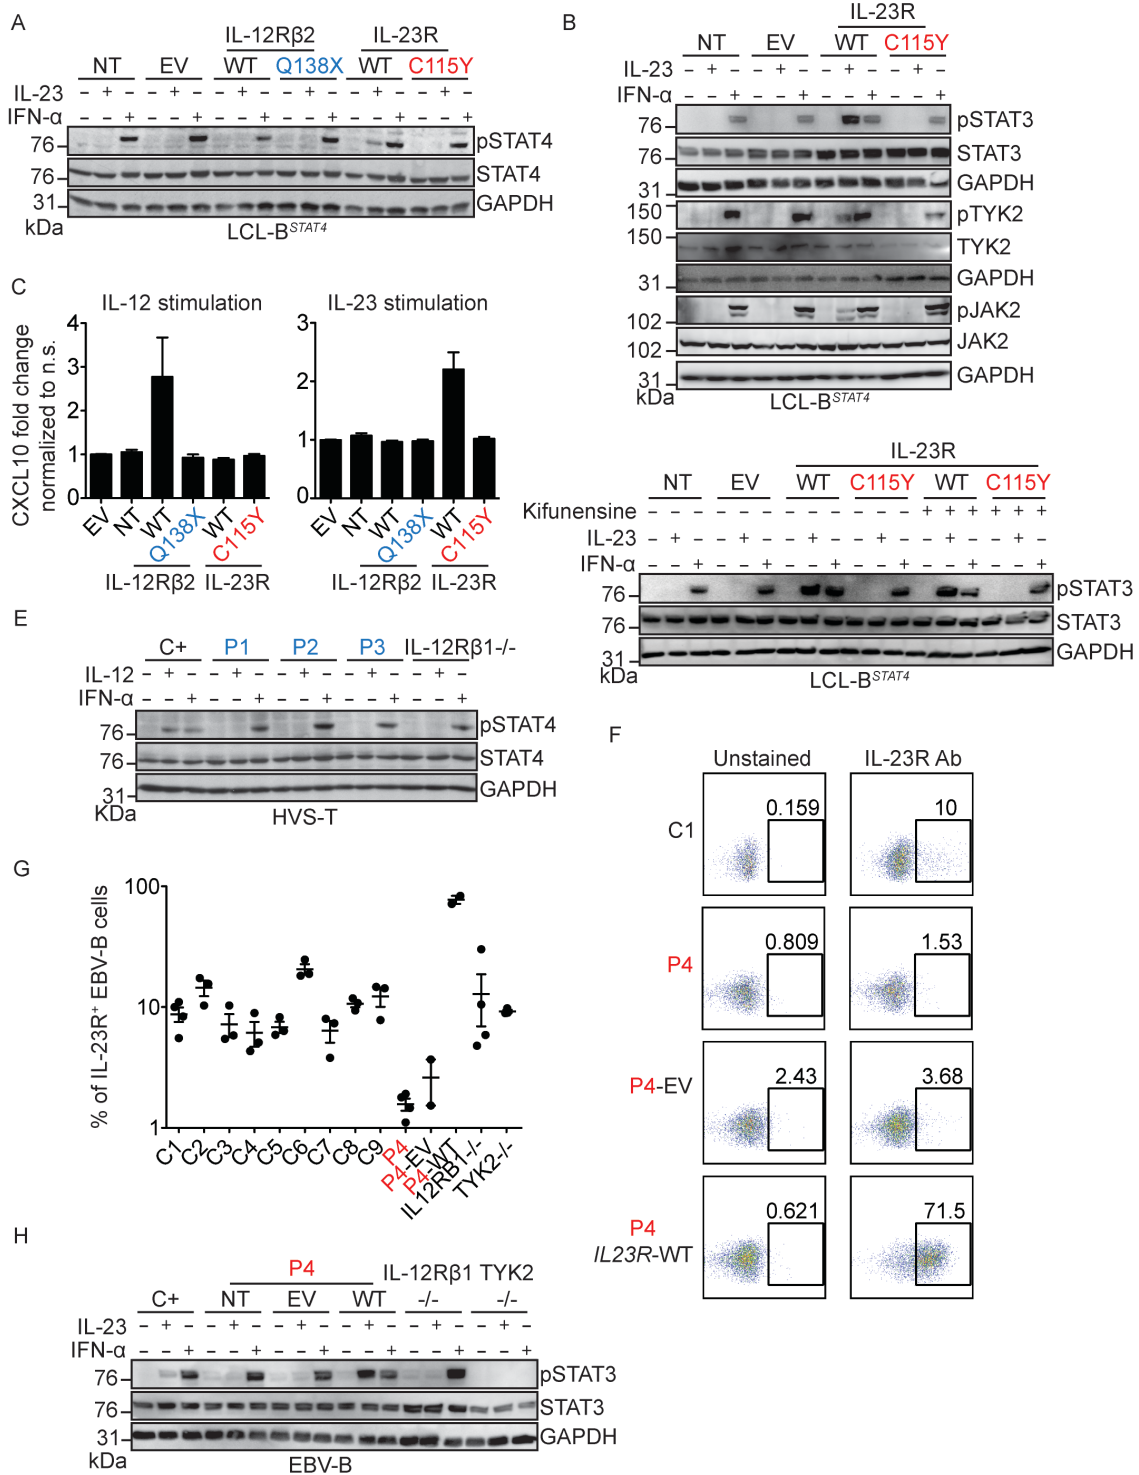 A
IL-12Rβ2 IL-23R
NT EV WT Q138X WT C115Y
IL-23 – + – – + – – + – – + – – + – – + –
IFN-α – – + – – + – – + – – + – – + – – +
76 pSTAT4
76 STAT4
31 GAPDH
kDa
LCL-BSTAT4
B
IL-23R
NT EV WT C115Y
IL-23 – + – – + – – + – – + –
IFN-α – – + – – + – – + – – +
76 pSTAT3
76 STAT3
31 GAPDH
150 pTYK2
150 TYK2
31 GAPDH
102 pJAK2
102 JAK2
31 GAPDH
kDa
LCL-BSTAT4
C
IL-12 stimulation
CXCL10 fold change
normalized to n.s.
4
3
2
1
0
EV NT WT Q138X WT C115Y
IL-12Rβ2 IL-23R
IL-23 stimulation
3
2
1
0
EV NT WT Q138X WT C115Y
IL-12Rβ2 IL-23R
IL-23R
NT EV WT C115Y WT C115Y
Kifunensine – – – – – – – – – – – – + + + + + +
IL-23 – + – – + – – + – – + – – + – – + –
IFN-α – – + – – + – – + – – + – – + – – +
76 pSTAT3
76 STAT3
31 GAPDH
kDa
LCL-BSTAT4
E
C+ P1 P2 P3 IL-12Rβ1-/-
IL-12 – + – – + – – + – – + – – + –
IFN-α – – + – – + – – + – – + – – +
76 pSTAT4
76 STAT4
31 GAPDH
KDa
HVS-T
F
Unstained IL-23R Ab
C1 0.159 10
P4 0.809 1.53
P4-EV 2.43 3.68
P4
IL23R-WT 0.621 71.5
G
% of IL-23R+ EBV-B cells
100
10
1
C1 C2 C3 C4 C5 C6 C7 C8 C9 P4 P4-EV P4-WT IL12RB1-/- TYK2-/-
H
P4 IL-12Rβ1 TYK2
C+ NT EV WT -/- -/-
IL-23 – + – – + – – + – – + – – + – – + –
IFN-α – – + – – + – – + – – + – – + – – +
76 pSTAT3
76 STAT3
31 GAPDH
kDa
EBV-B